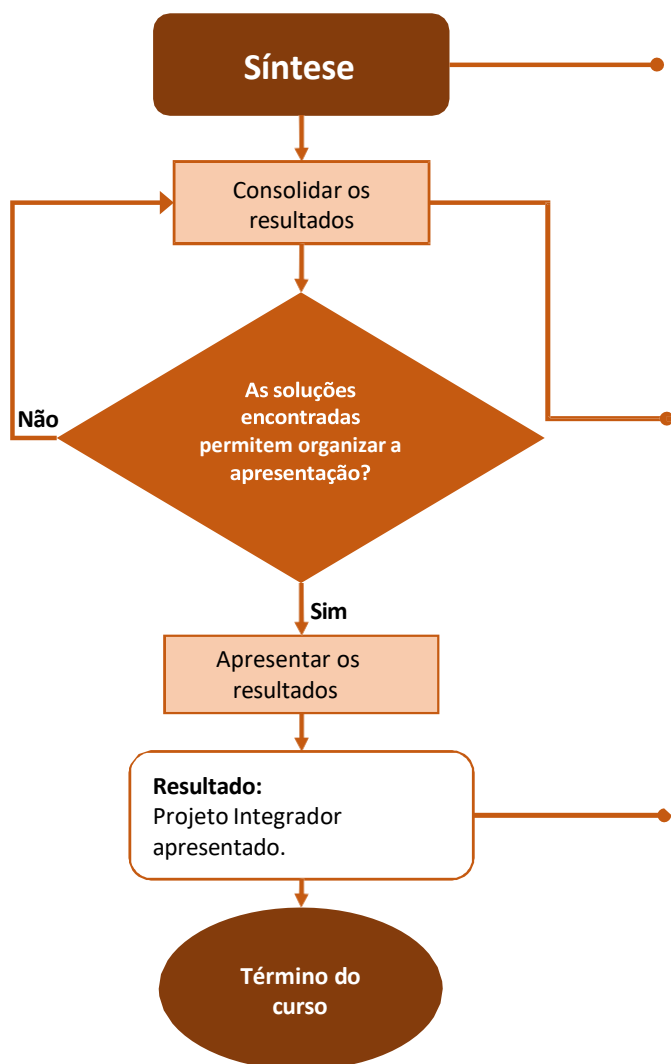 Síntese
Consolidar os
resultados
As soluções
encontradas
permitem organizar a
apresentação?
Não
Sim
Apresentar os
resultados
Resultado:
Projeto Integrador
apresentado.
Término do
curso